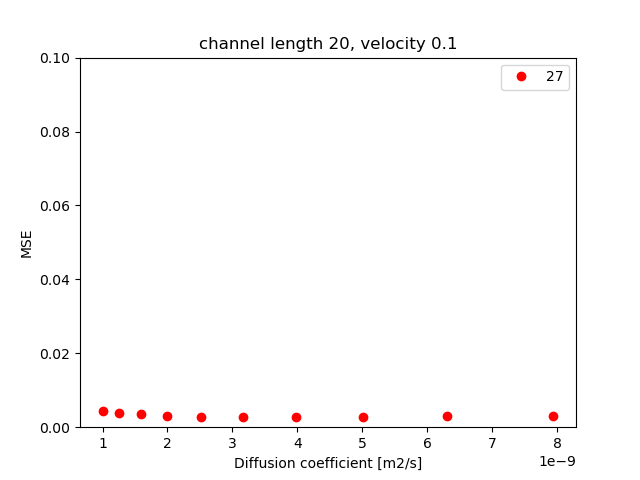 channel length 20, velocity 0.1
0.10
0.08
0.06
0.04
0.02
0.00
MSE
27
1 2 3 4 5 6 7 8
1e−9
Diffusion coefficient [m2/s]